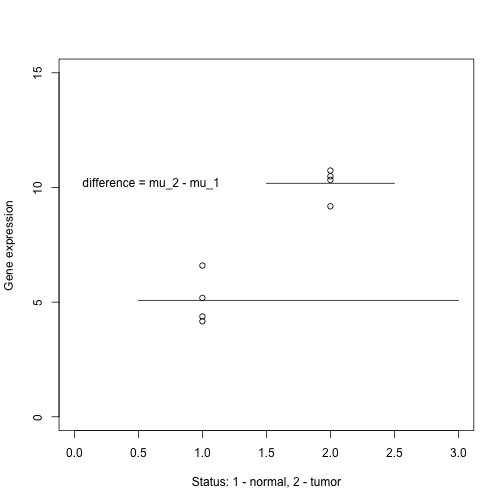 15
difference = mu_2 - mu_1
10
Gene expression
5
0
0.0 0.5 1.0 1.5 2.0 2.5 3.0
Status: 1 - normal, 2 - tumor